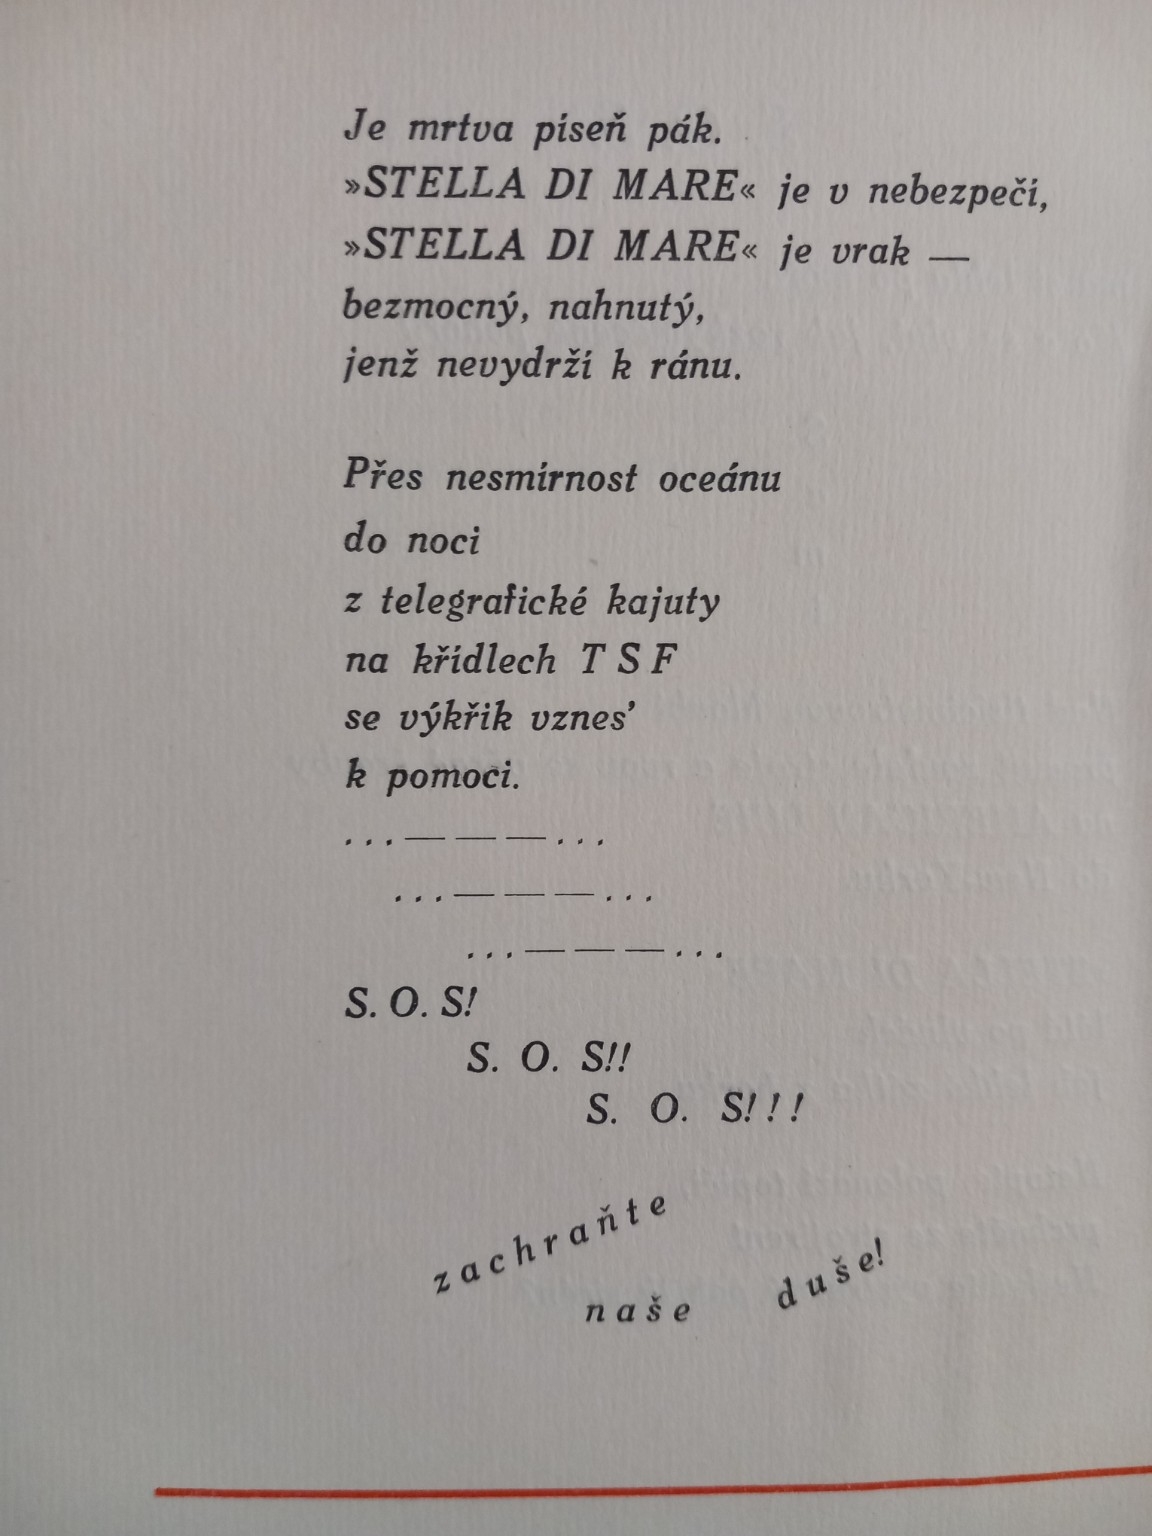 Je mrtva píseň pák.
»STELLA DI MARE« je v nebezpečí,
»STELLA DI MARE« je vrak —
bezmocný, nahnutý,
jenž nevydrží k ránu.
Přes nesmírnost oceánu
do noci
z telegrafické kajuty
na křídlech T S F
se výkřik vznes’
k pomoci.
...— — —...
...— — —...
...— — —...
S. O. S!
S. O. S!!
S. O. S!!!
zachraňte
naše duše!